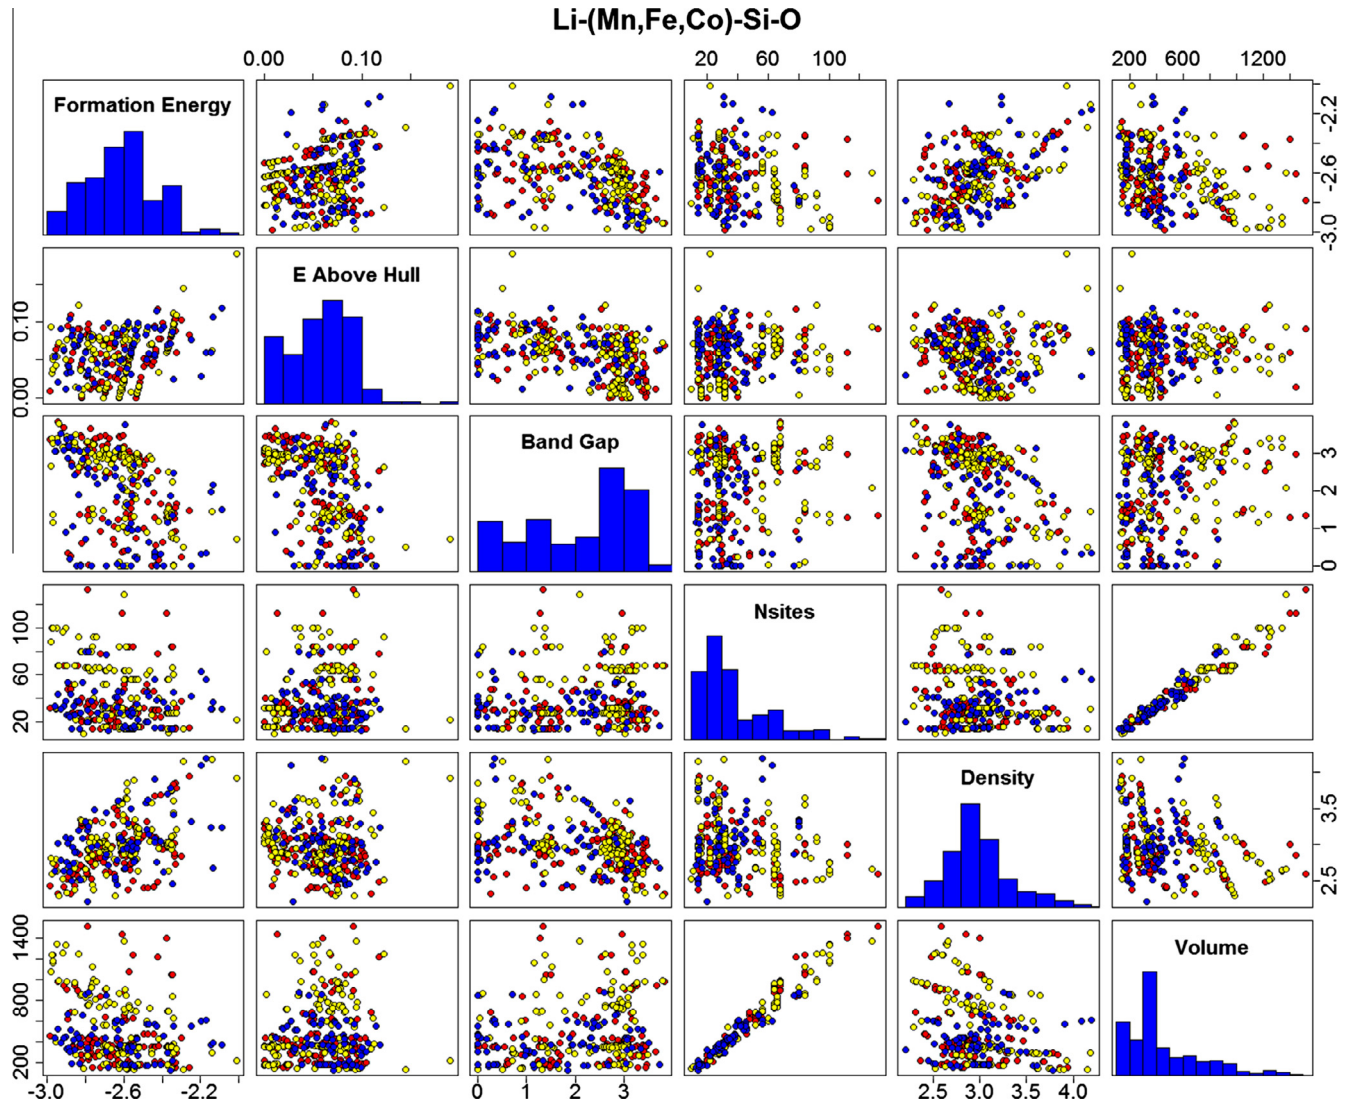 Li-(Mn,Fe,Co)-Si-O
0.00 0.10 20 60 100 200 600 1200
Formation Energy
-2.2
-2.6
-3.0
E Above Hull
0.10
0.00
Band Gap
3
2
1
0
Nsites
100
60
20
Density
3.5
2.5
Volume
1400
800
200
-3.0 -2.6 -2.2 0 1 2 3 2.5 3.0 3.5 4.0